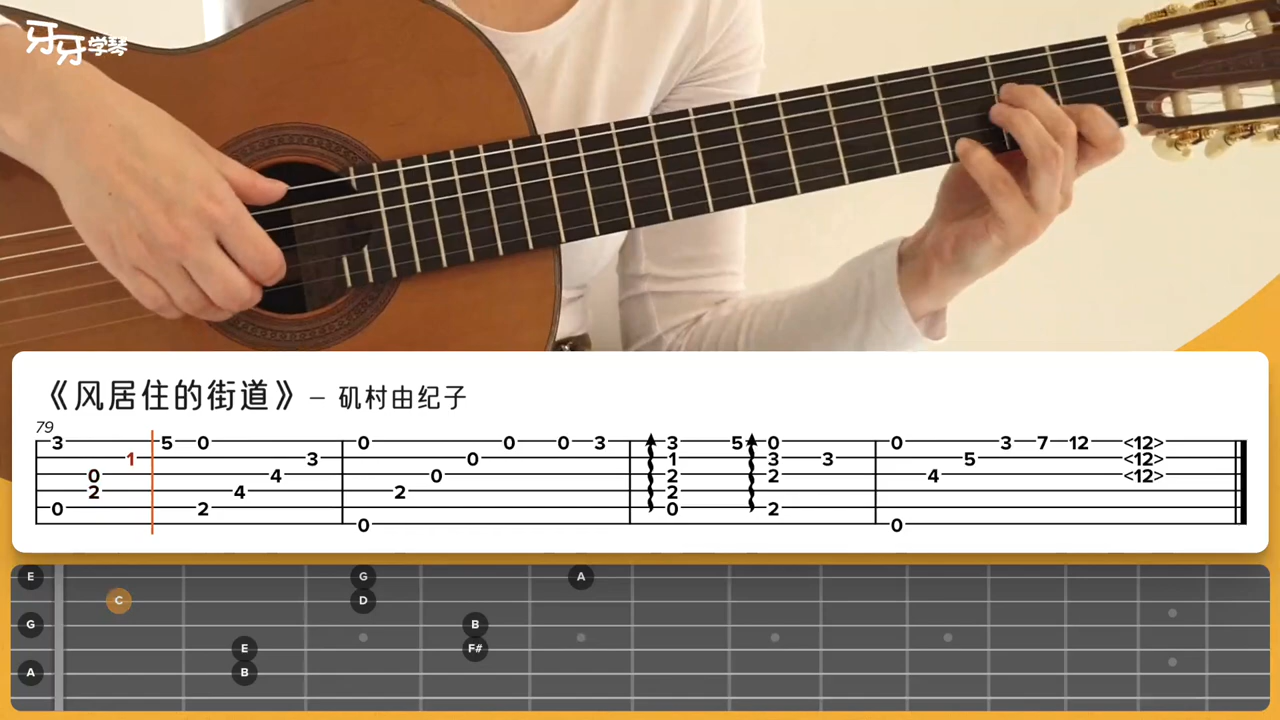 牙牙学琴
《风居住的街道》– 矶村由纪子
79
3 5 0 0 0 0 3 3 5 0 0 3 7 12 <12>
1 3 0 1 3 3 5 <12>
0 4 0 2 2 4 <12>
2 4 2 2
0 2 0 2
0 0
E G A
C D
G B
E F#
A B